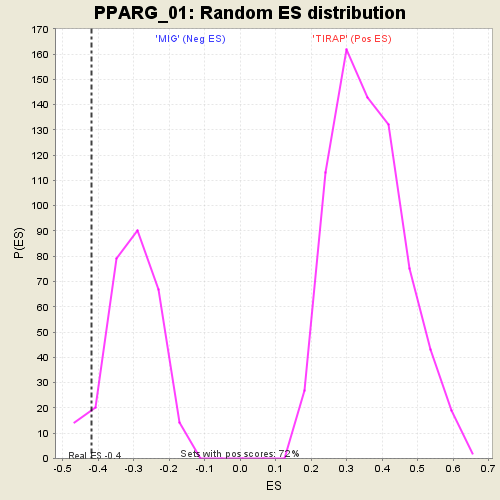 PPARG_01: Random ES distribution
'MIG' (Neg ES)
'TIRAP' (Pos ES)
170
160
150
140
130
120
110
100
90
80
70
60
50
40
30
20
10
0
P(ES)
Real ES -0.4
Sets with pos scores: 72%
-0.5 -0.4 -0.3 -0.2 -0.1 0.0 0.1 0.2 0.3 0.4 0.5 0.6 0.7
ES